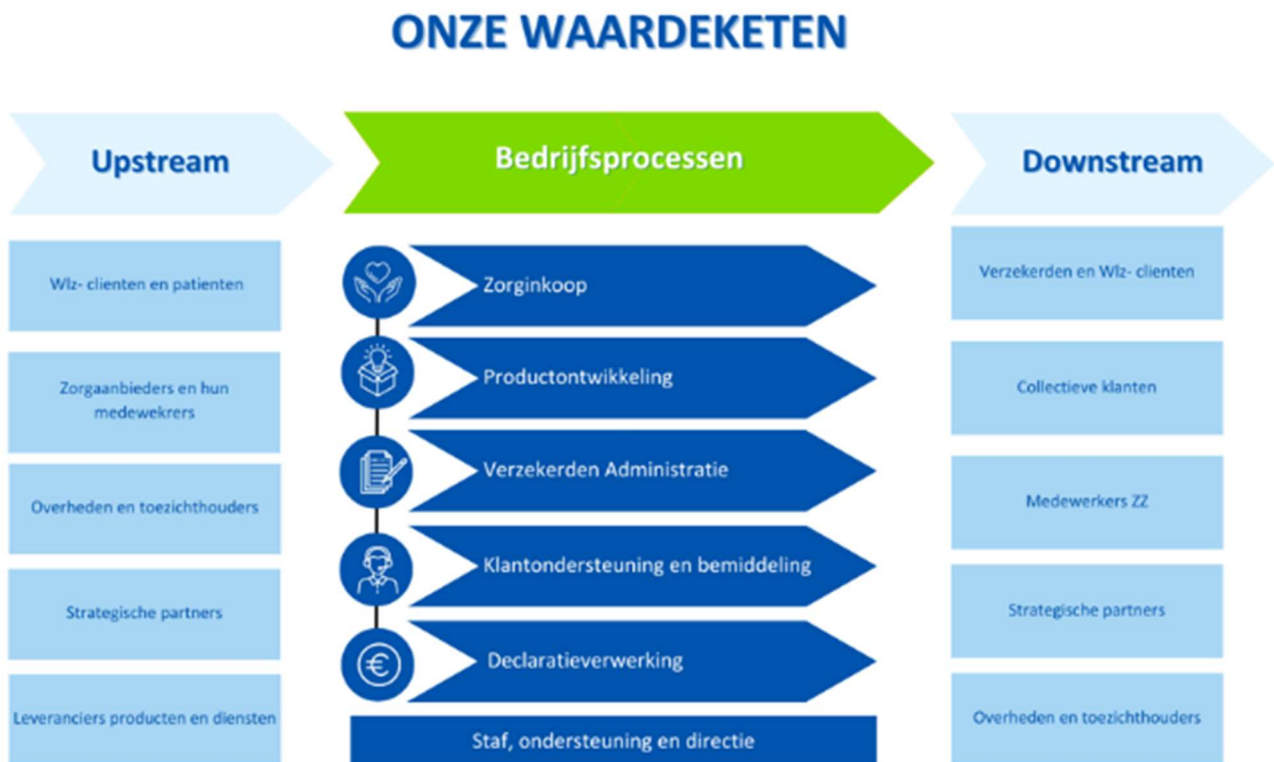 ONZE WAARDEKETEN
Upstream
Bedrijfsprocessen
Downstream
Wlz- clienten en patienten
Zorgaanbieders en hun
medewekrers
Overheden en toezichthouders
Strategische partners
Leveranciers producten en diensten
Zorginkoop
Productontwikkeling
Verzekerden Administratie
Klantondersteuning en bemiddeling
Declaratieverwerking
Staf, ondersteuning en directie
Verzekerden en Wlz- clienten
Collectieve klanten
Medewerkers ZZ
Strategische partners
Overheden en toezichthouders